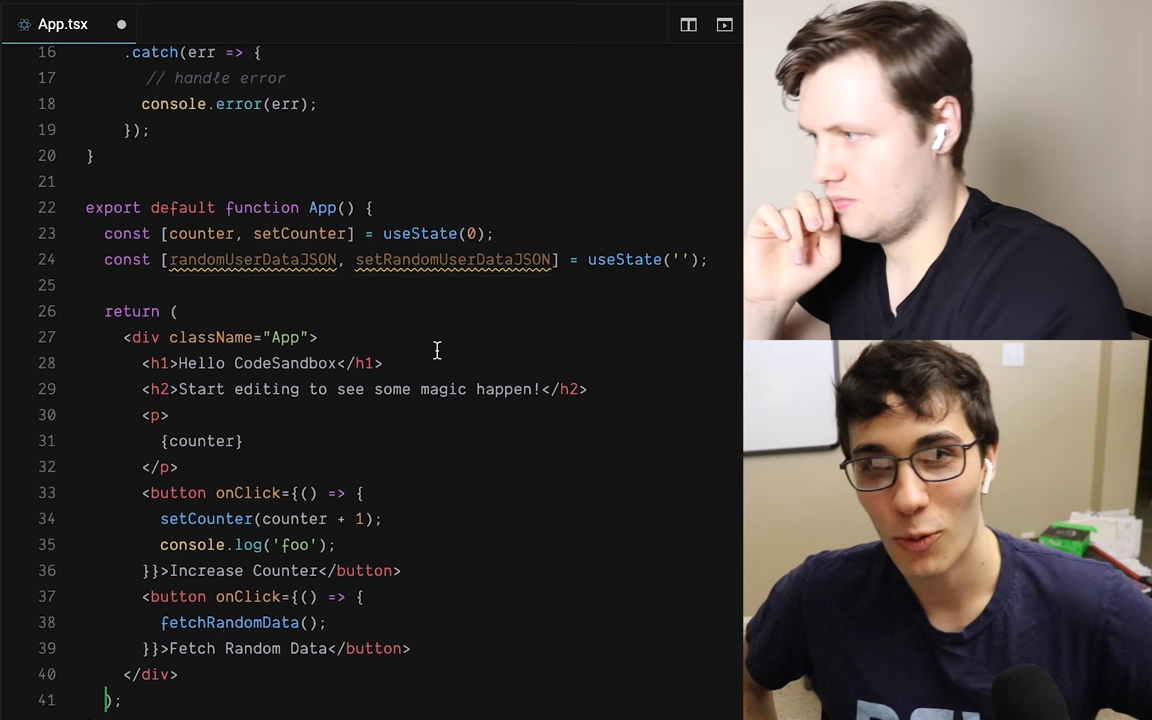 App.tsx
16 .catch(err => {
17 // handle error
18 console.error(err);
19 });
20 }
21
22 export default function App() {
23 const [counter, setCounter] = useState(0);
24 const [randomUserDataJSON, setRandomUserDataJSON] = useState('');
25
26 return (
27 <div className="App">
28 <h1>Hello CodeSandbox</h1>
29 <h2>Start editing to see some magic happen!</h2>
30 <p>
31 {counter}
32 </p>
33 <button onClick={() => {
34 setCounter(counter + 1);
35 console.log('foo');
36 }}>Increase Counter</button>
37 <button onClick={() => {
38 fetchRandomData();
39 }}>Fetch Random Data</button>
40 </div>
41 );